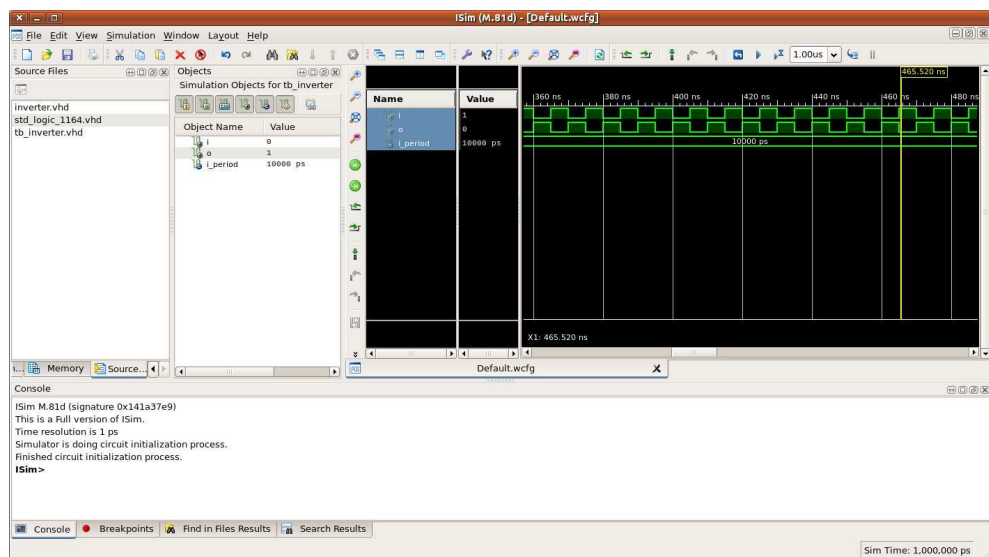 ISim (M.81d) - [Default.wcfg]
File Edit View Simulation Window Layout Help
1.00us
Source Files
inverter.vhd
std_logic_1164.vhd
tb_inverter.vhd
Memory
Source...
Objects
Simulation Objects for tb_inverter
Object Name Value
i 0
o 1
i_period 10000 ps
Name Value
i 1
o 0
i_period 10000 ps
465.520 ns
360 ns 380 ns 400 ns 420 ns 440 ns 460 ns 480 ns
10000 ps
X1: 465.520 ns
Default.wcfg
Console
ISim M.81d (signature 0x141a37e9)
This is a Full version of ISim.
Time resolution is 1 ps
Simulator is doing circuit initialization process.
Finished circuit initialization process.
ISim>
Console Breakpoints Find in Files Results Search Results
Sim Time: 1,000,000 ps